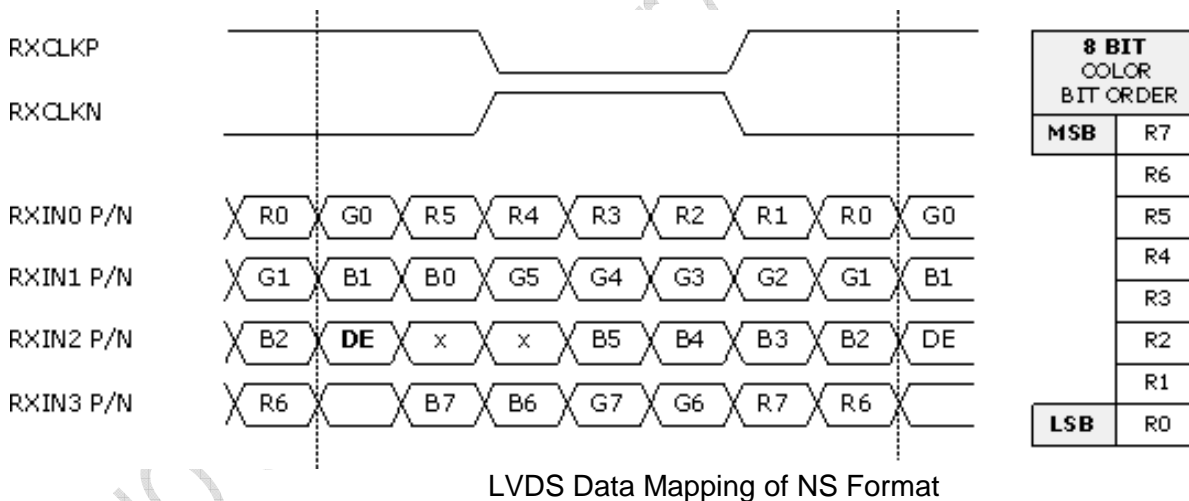 RXCLKP
RXCLKN
RXIN0 P/N R0 G0 R5 R4 R3 R2 R1 R0 G0
RXIN1 P/N G1 B1 B0 G5 G4 G3 G2 G1 B1
RXIN2 P/N B2 DE x x B5 B4 B3 B2 DE
RXIN3 P/N R6 B7 B6 G7 G6 R7 R6
8 BIT
COLOR
BIT ORDER
MSB R7
R6
R5
R4
R3
R2
R1
LSB R0
LVDS Data Mapping of NS Format